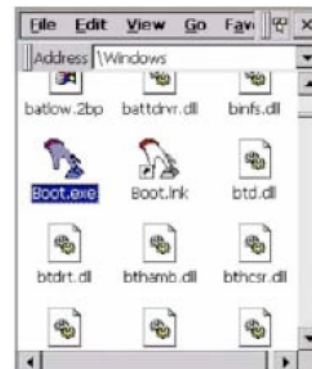 File Edit View Go Fav
Address \Windows
batlow.2bp battdrvr.dll binfs.dll
Boot.exe Boot.lnk btd.dll
btdrt.dll bthamb.dll bthcsr.dll